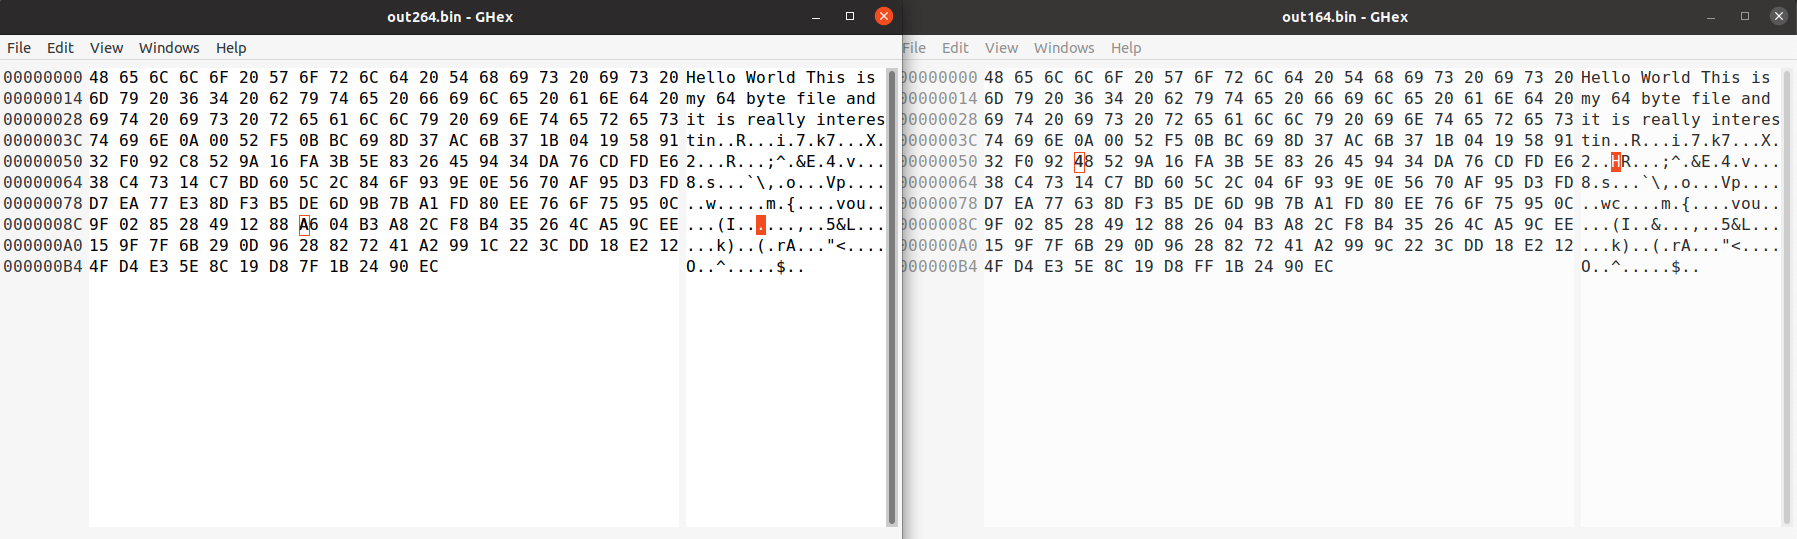 out264.bin - GHex
File Edit View Windows Help
00000000 48 65 6C 6C 6F 20 57 6F 72 6C 64 20 54 68 69 73 20 69 73 20 Hello World This is
00000014 6D 79 20 36 34 20 62 79 74 65 20 66 69 6C 65 20 61 6E 64 20 my 64 byte file and
00000028 69 74 20 69 73 20 72 65 61 6C 6C 79 20 69 6E 74 65 72 65 73 it is really interes
0000003C 74 69 6E 0A 00 52 F5 0B BC 69 8D 37 AC 6B 37 1B 04 19 58 91 tin..R...i.7.k7...X.
00000050 32 F0 92 C8 52 9A 16 FA 3B 5E 83 26 45 94 34 DA 76 CD FD E6 2...R...;^.&E.4.v...
00000064 38 C4 73 14 C7 BD 60 5C 2C 84 6F 93 9E 0E 56 70 AF 95 D3 FD 8.s...`\,.o...Vp....
00000078 D7 EA 77 E3 8D F3 B5 DE 6D 9B 7B A1 FD 80 EE 76 6F 75 95 0C ..w.....m.{....vou..
0000008C 9F 02 85 28 49 12 88 A6 04 B3 A8 2C F8 B4 35 26 4C A5 9C EE ...(I......,..5&L...
000000A0 15 9F 7F 6B 29 0D 96 28 82 72 41 A2 99 1C 22 3C DD 18 E2 12 ...k)..(.rA..."<....
000000B4 4F D4 E3 5E 8C 19 D8 7F 1B 24 90 EC O..^.....$..
out164.bin - GHex
File Edit View Windows Help
00000000 48 65 6C 6C 6F 20 57 6F 72 6C 64 20 54 68 69 73 20 69 73 20 Hello World This is
00000014 6D 79 20 36 34 20 62 79 74 65 20 66 69 6C 65 20 61 6E 64 20 my 64 byte file and
00000028 69 74 20 69 73 20 72 65 61 6C 6C 79 20 69 6E 74 65 72 65 73 it is really interes
0000003C 74 69 6E 0A 00 52 F5 0B BC 69 8D 37 AC 6B 37 1B 04 19 58 91 tin..R...i.7.k7...X.
00000050 32 F0 92 48 52 9A 16 FA 3B 5E 83 26 45 94 34 DA 76 CD FD E6 2..HR...;^.&E.4.v...
00000064 38 C4 73 14 C7 BD 60 5C 2C 04 6F 93 9E 0E 56 70 AF 95 D3 FD 8.s...`\,.o...Vp....
00000078 D7 EA 77 63 8D F3 B5 DE 6D 9B 7B A1 FD 80 EE 76 6F 75 95 0C ..wc....m.{....vou..
0000008C 9F 02 85 28 49 12 88 26 04 B3 A8 2C F8 B4 35 26 4C A5 9C EE ...(I..&...,..5&L...
000000A0 15 9F 7F 6B 29 0D 96 28 82 72 41 A2 99 9C 22 3C DD 18 E2 12 ...k)..(.rA..."<....
000000B4 4F D4 E3 5E 8C 19 D8 FF 1B 24 90 EC O..^.....$..